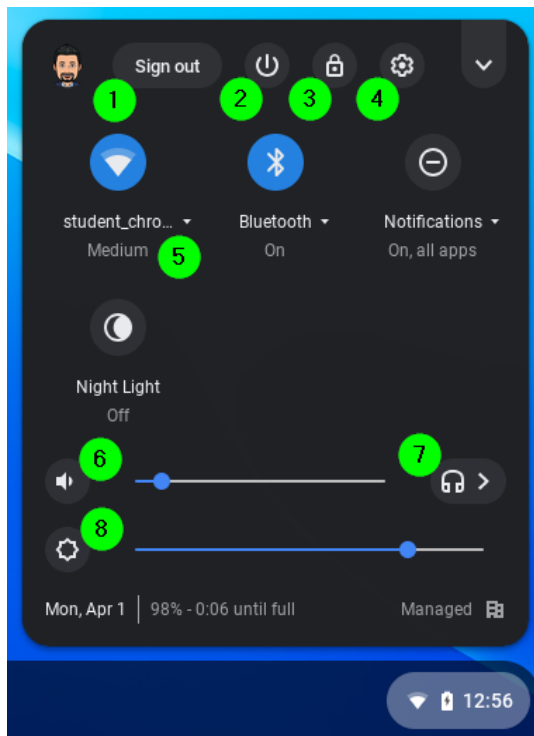 Sign out
1
2
3
4
student_chro...
Bluetooth
Notifications
Medium
5
On
On, all apps
Night Light
Off
6
7
8
Mon, Apr 1
98% - 0:06 until full
Managed
12:56